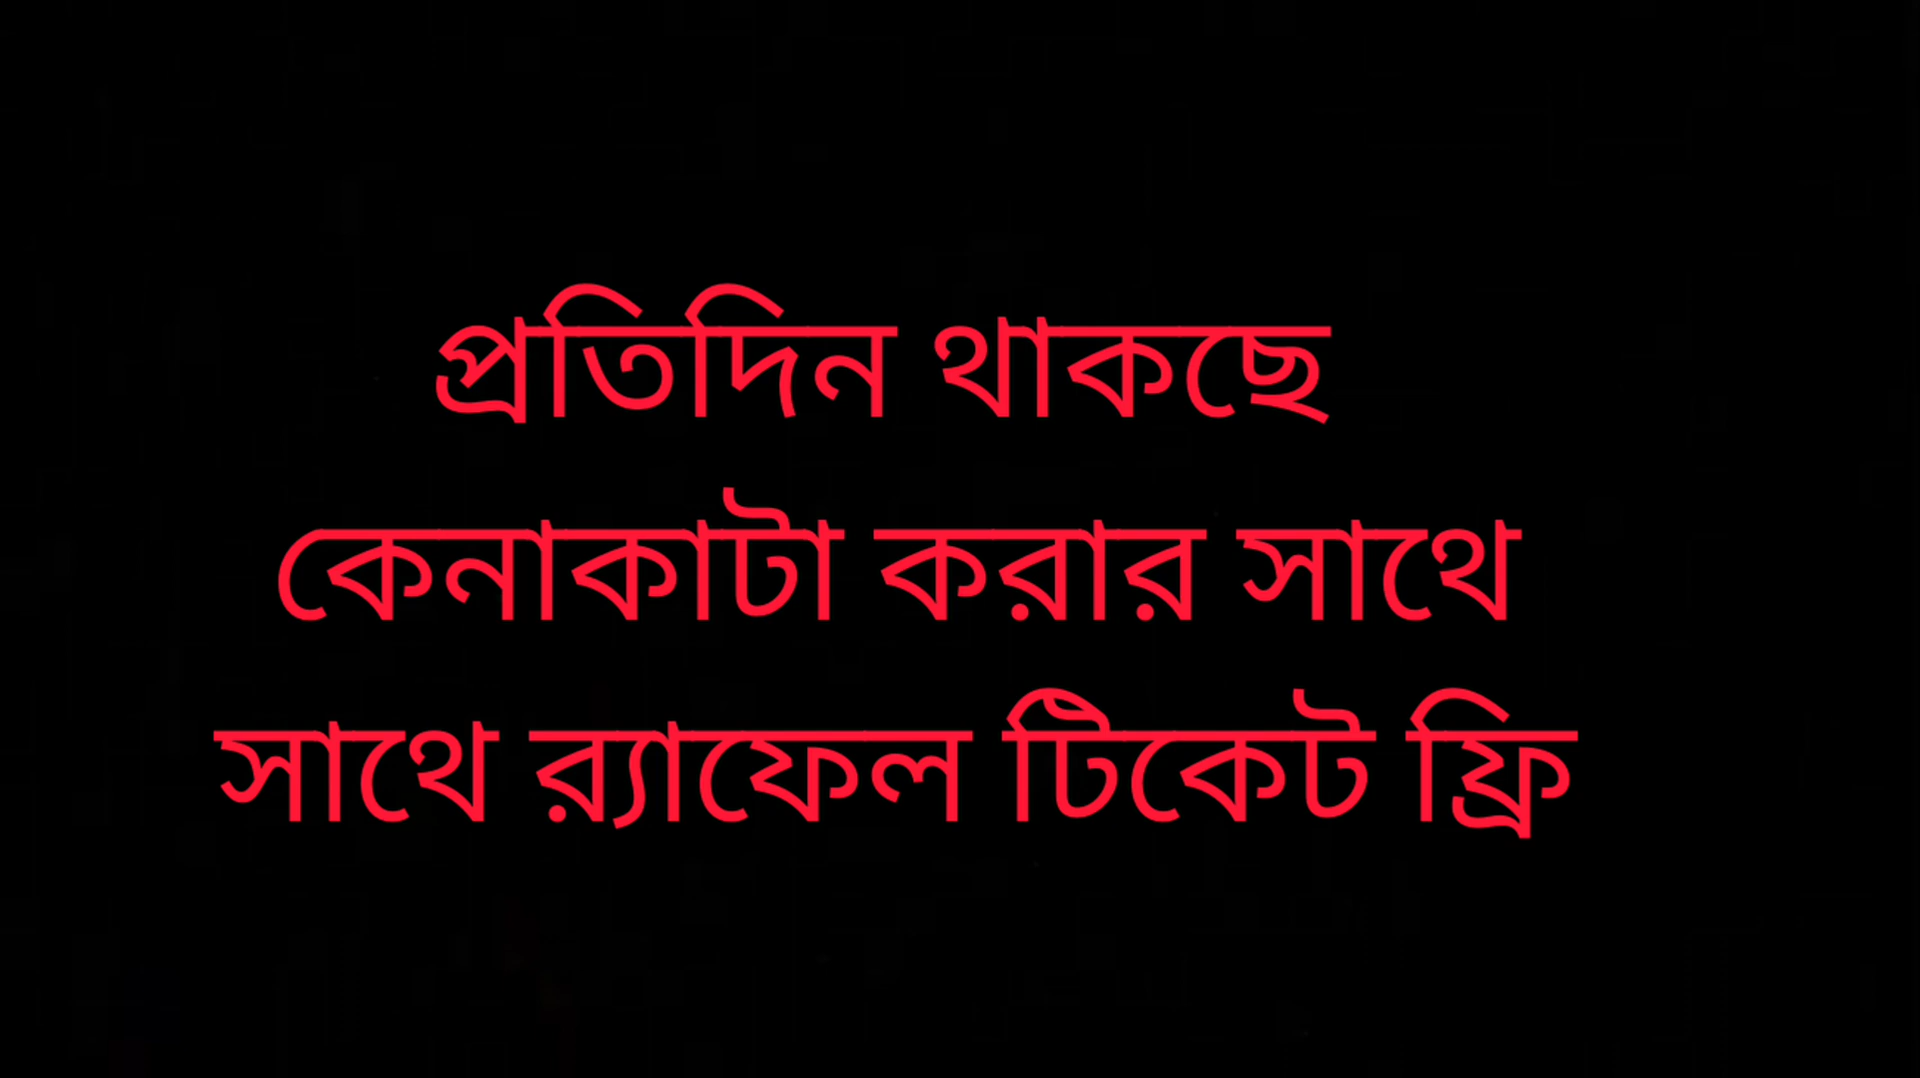 প্রতিদিন থাকছে
কেনাকাটা করার সাথে
সাথে র‍্যাফেল টিকেট ফ্রি